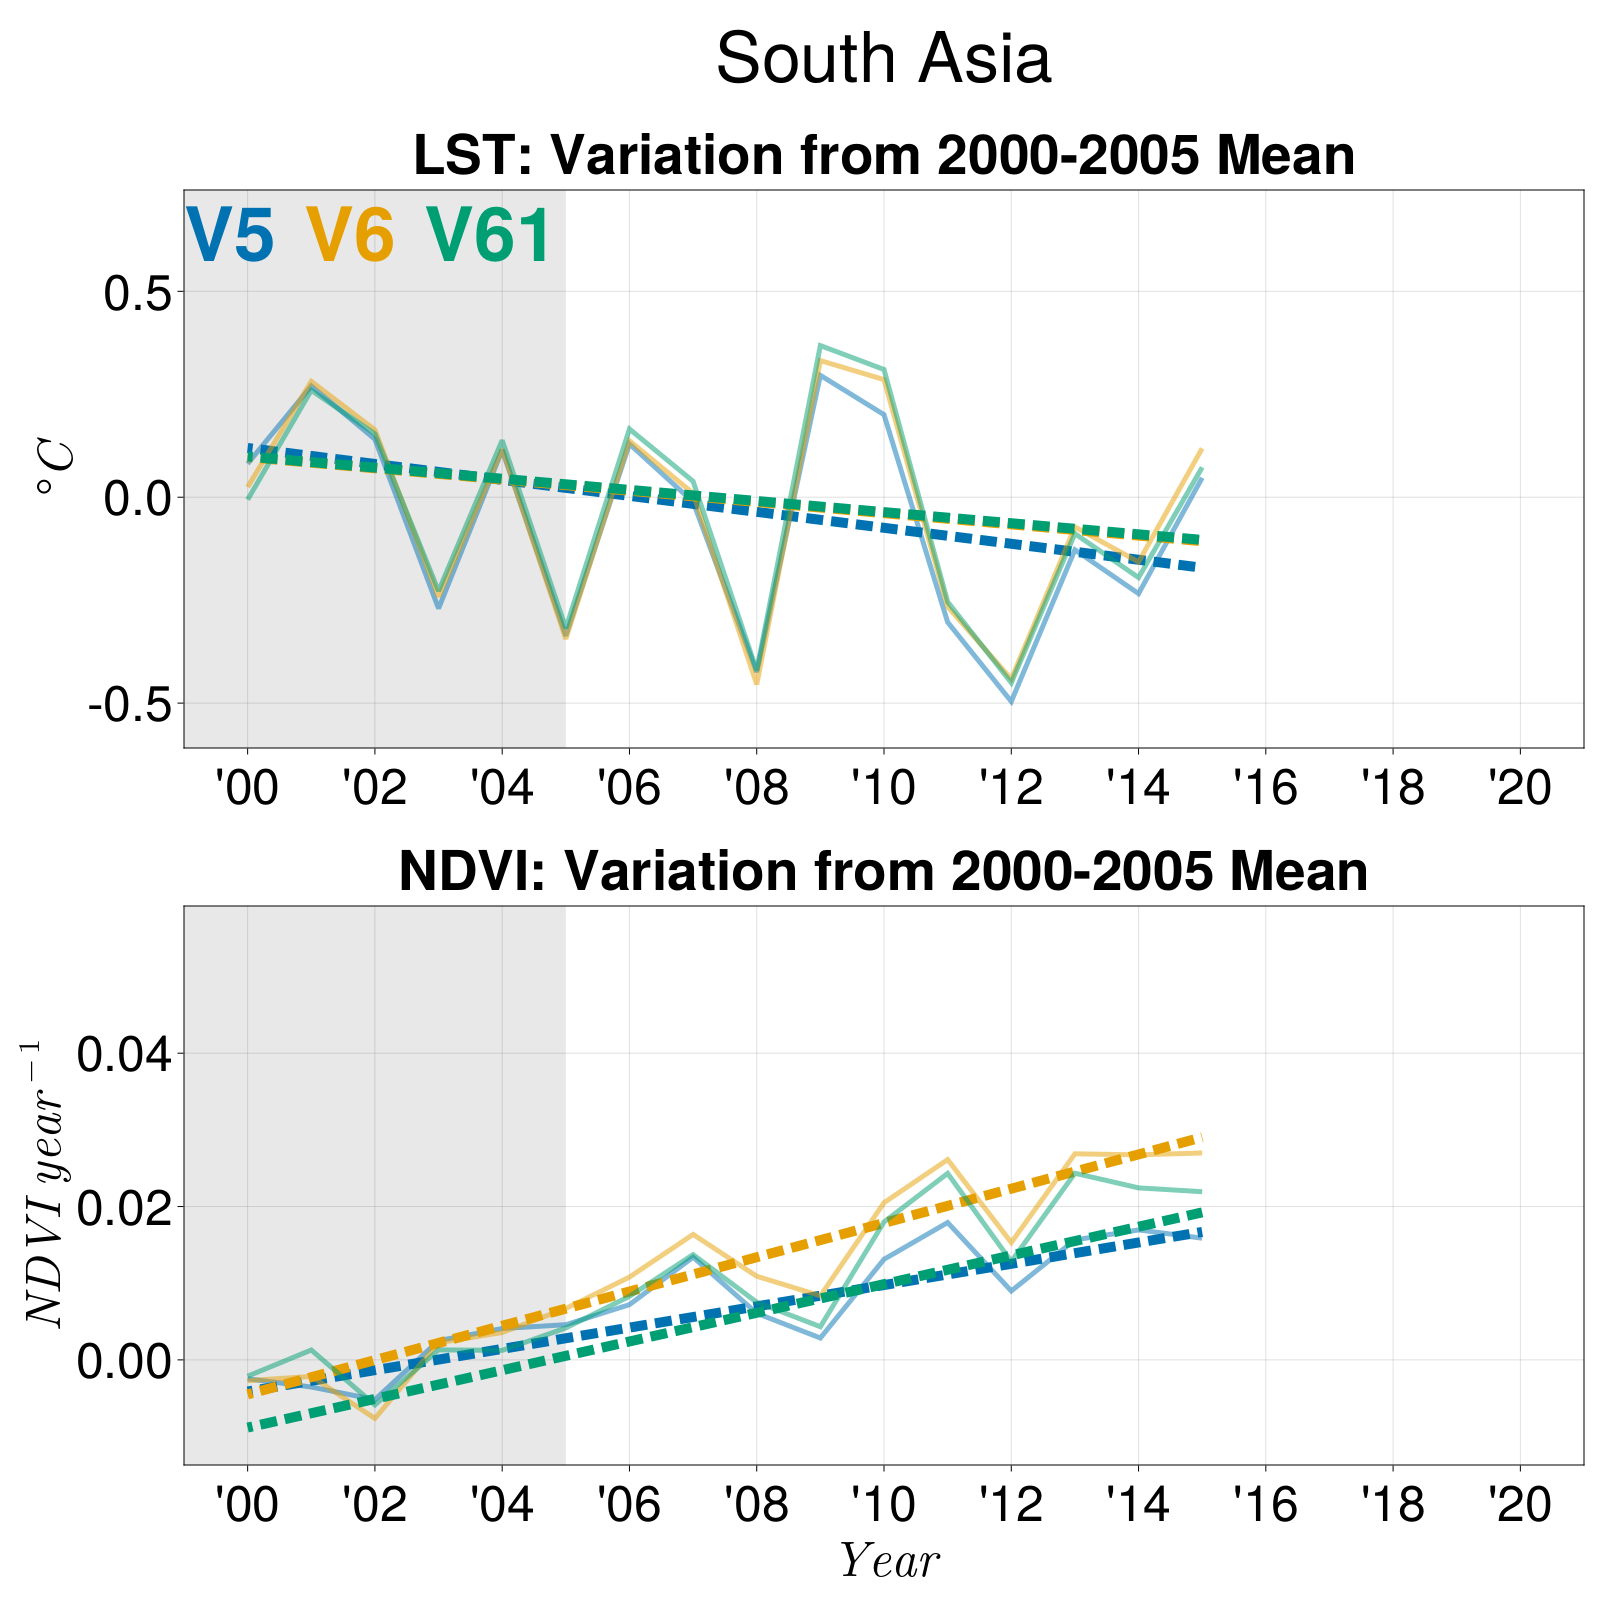 South Asia
LST: Variation from 2000-2005 Mean
V5 V6 V61
°C
0.5
0.0
-0.5
'00 '02 '04 '06 '08 '10 '12 '14 '16 '18 '20
NDVI: Variation from 2000-2005 Mean
NDVI year⁻¹
0.04
0.02
0.00
'00 '02 '04 '06 '08 '10 '12 '14 '16 '18 '20
Year